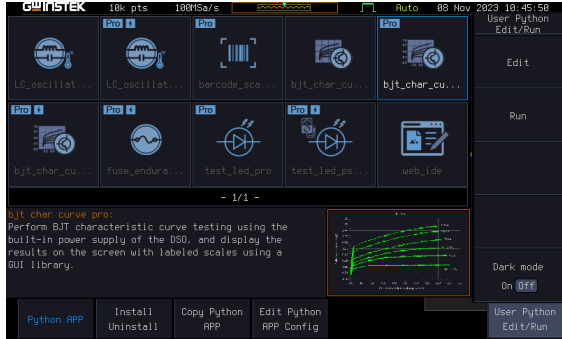 GWINSTEK 10k pts 100MSa/s Auto 08 Nov 2023 10:45:50
User Python
Edit/Run
Pro
Pro
Pro
Pro
LC_oscillat...
LC_oscillat...
barcode_sca...
bjt_char_cu...
bjt_char_cu...
Edit
Pro
Pro
Pro
Pro
bjt_char_cu...
fuse_endura...
test_led_pro
test_led_ps...
web_ide
Run
- 1/1 -
bjt char curve pro:
Perform BJT characteristic curve testing using the
built-in power supply of the DSO, and display the
results on the screen with labeled scales using a
GUI library.
Dark mode
On Off
Python APP
Install
Uninstall
Copy Python
APP
Edit Python
APP Config
User Python
Edit/Run